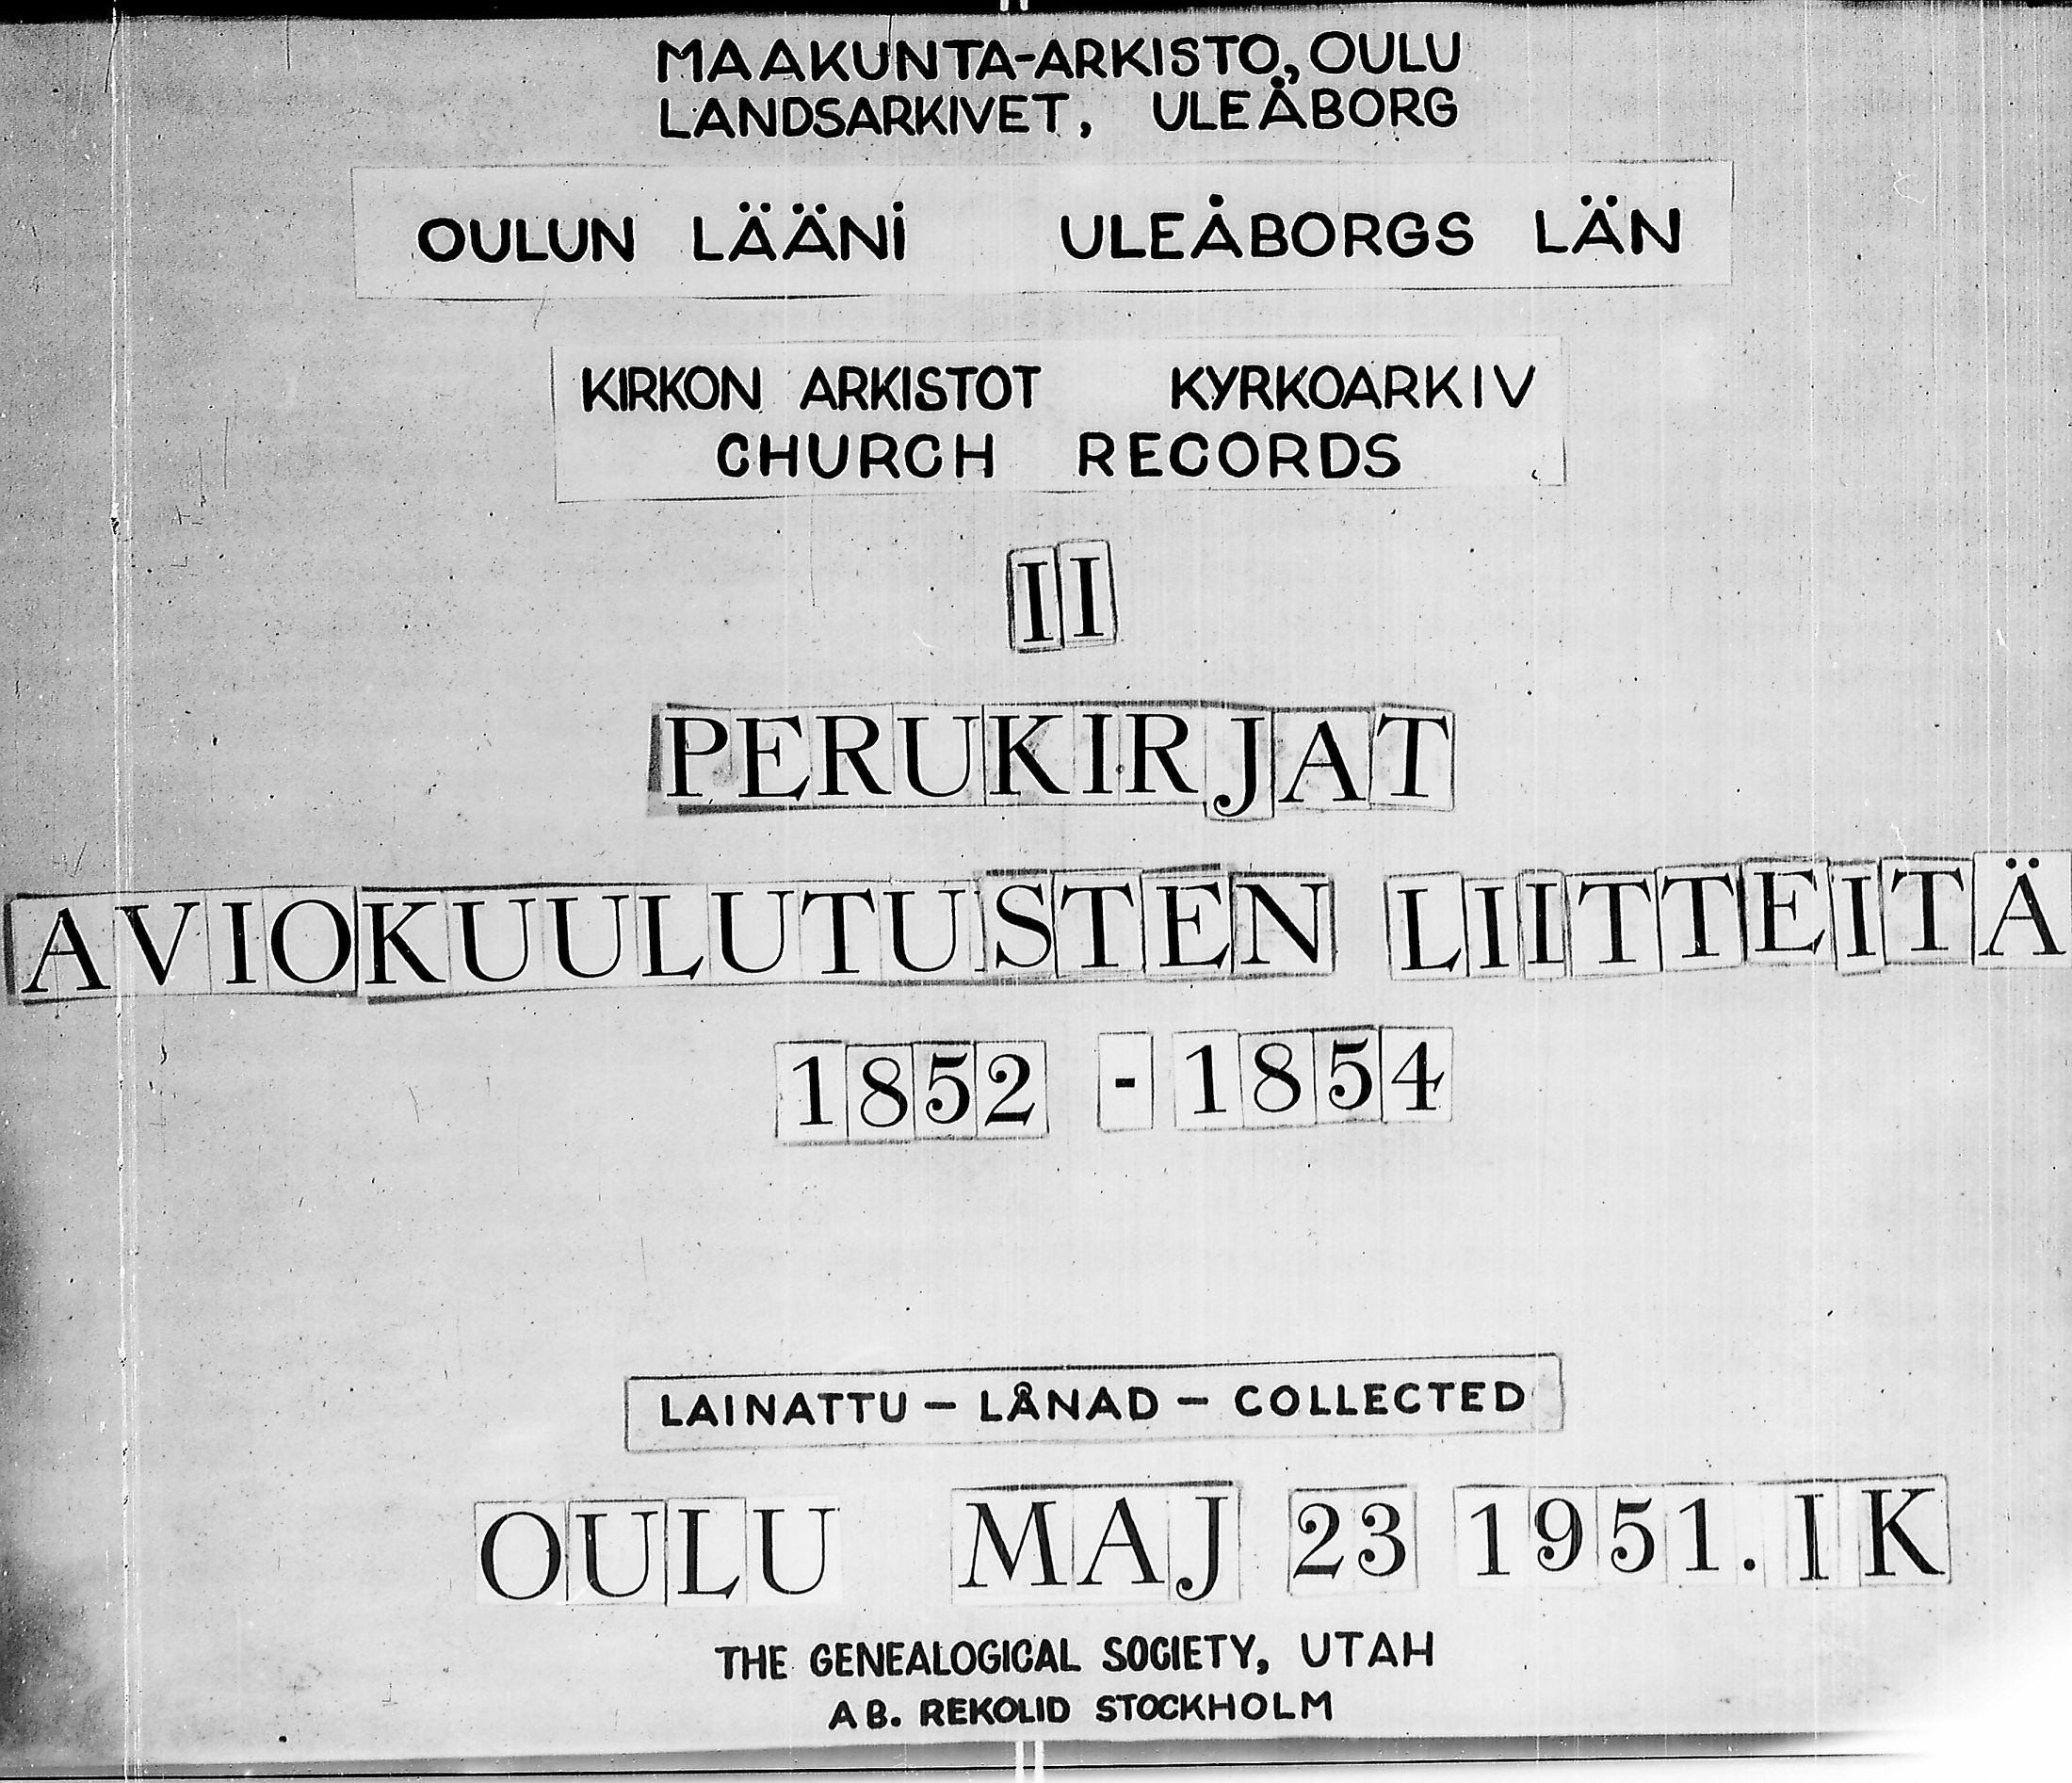 MAAKUNTA-ARKISTO, OULU
LANDSARKIVET, ULEÅBORG
OULUN LÄÄNI ULEÅBORGS LÄN
KIRKON ARKISTOT KYRKOARKIV
CHURCH RECORDS
II
PERUKIRJAT
AVIOKUULUTUSTEN LIITTEITÄ
1852 - 1854
LAINATTU - LÅNAD - COLLECTED
OULU MAJ 23 1951. IK
THE GENEALOGICAL SOCIETY, UTAH
AB. REKOLID STOCKHOLM